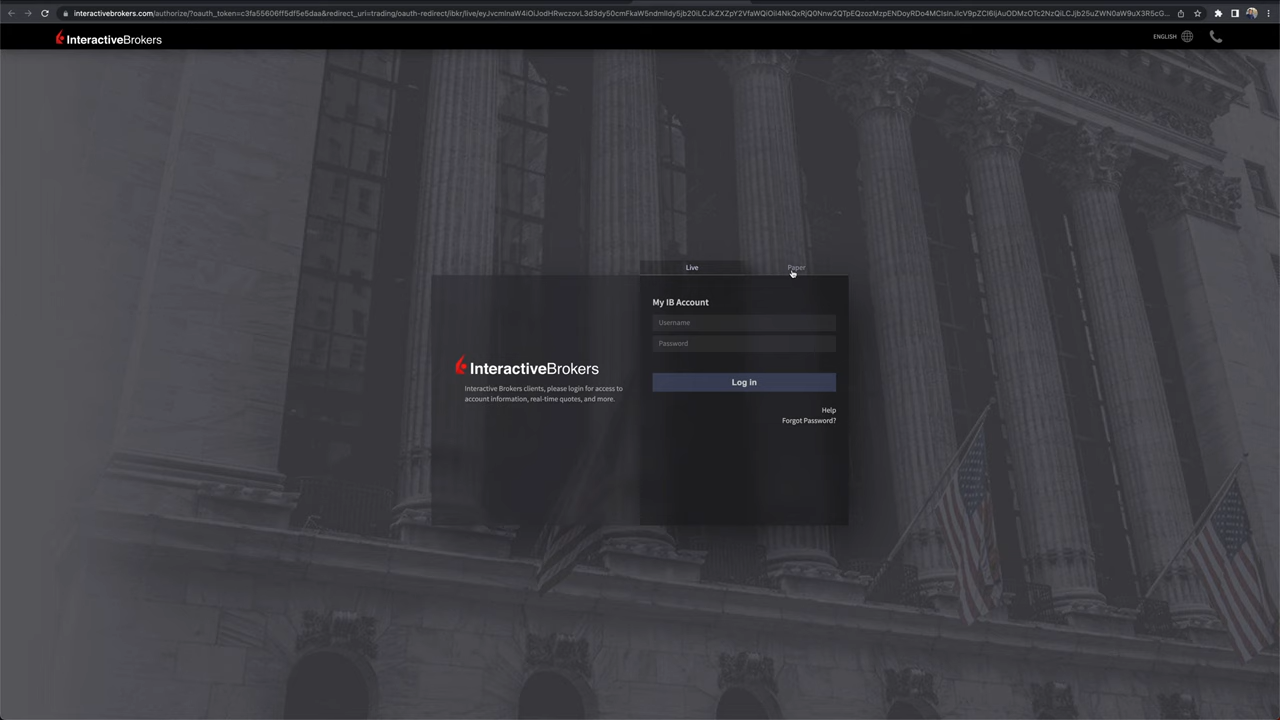 InteractiveBrokers
ENGLISH
Live
Paper
My IB Account
Username
Password
InteractiveBrokers
Interactive Brokers clients, please login for access to
account information, real-time quotes, and more.
Log in
Help
Forgot Password?